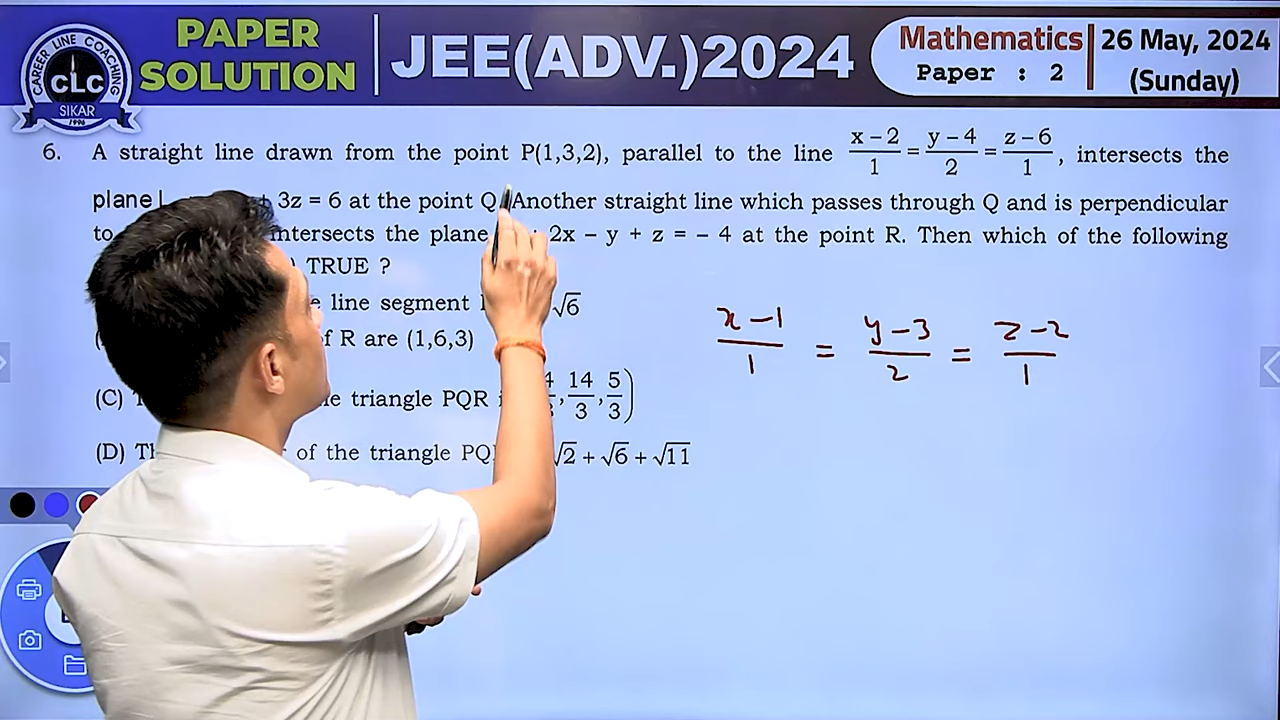 CAREER LINE COACHING
CLC
SIKAR
1996
PAPER SOLUTION
JEE(ADV.)2024
Mathematics
Paper : 2
26 May, 2024
(Sunday)
6. A straight line drawn from the point P(1,3,2), parallel to the line (x−2)/1 = (y−4)/2 = (z−6)/1, intersects the
plane L + 3z = 6 at the point Q Another straight line which passes through Q and is perpendicular
to intersects the plane 2x − y + z = − 4 at the point R. Then which of the following
TRUE ?
line segment √6
R are (1,6,3)
(C) triangle PQR , 14/3, 5/3)
(D) of the triangle √2 + √6 + √11
(x−1)/1 = (y−3)/2 = (z−2)/1